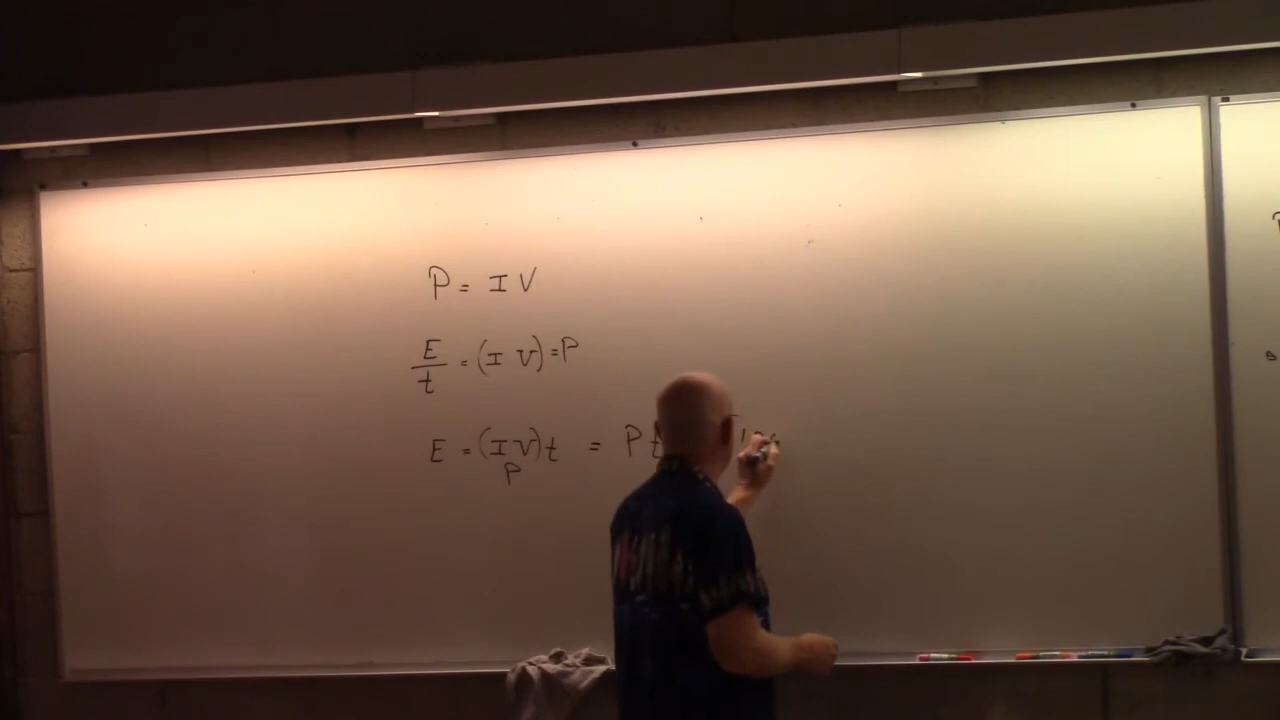 P = I V
E/t = (I V) = P
E = (I V)t = P t
P